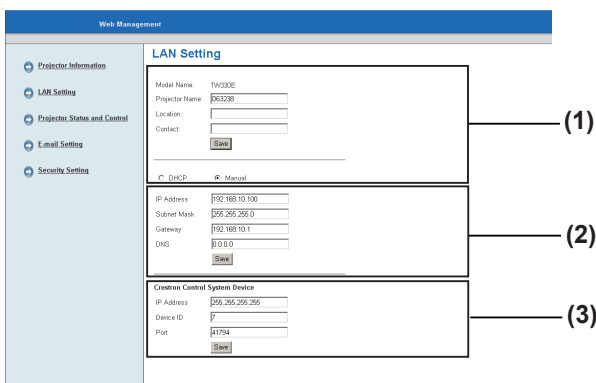 Web Management
Projector Information
LAN Setting
Projector Status and Control
E-mail Setting
Security Setting
LAN Setting
Model Name: TW330E
Projector Name: D63238
Location:
Contact:
Save
DHCP Manual
(1)
IP Address 192.168.10.100
Subnet Mask 255.255.255.0
Gateway 192.168.10.1
DNS 0.0.0.0
Save
(2)
Crestron Control System Device
IP Address 255.255.255.255
Device ID 7
Port 41794
Save
(3)